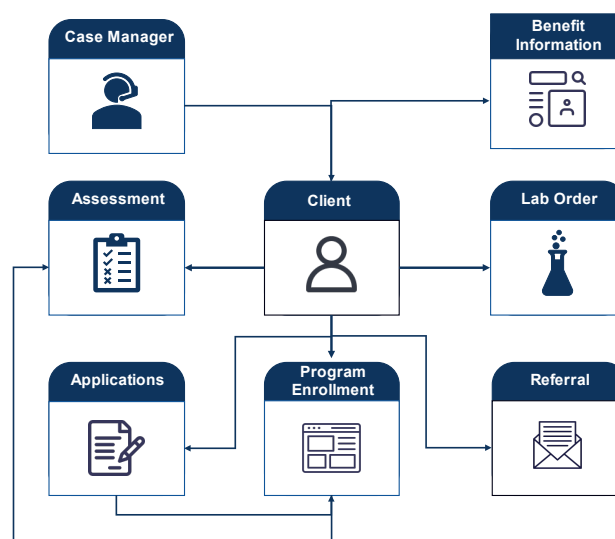 Case Manager
Benefit
Information
Assessment
Client
Lab Order
Applications
Program
Enrollment
Referral